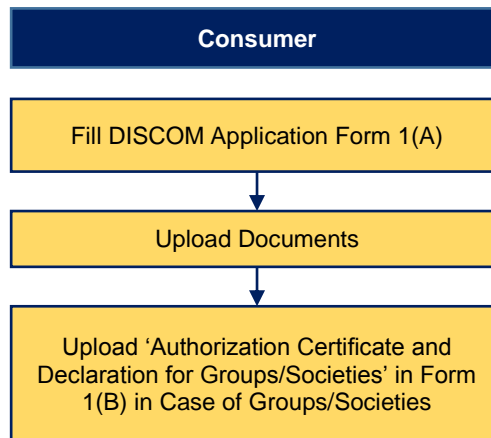 Consumer
Fill DISCOM Application Form 1(A)
Upload Documents
Upload ‘Authorization Certificate and
Declaration for Groups/Societies’ in Form
1(B) in Case of Groups/Societies